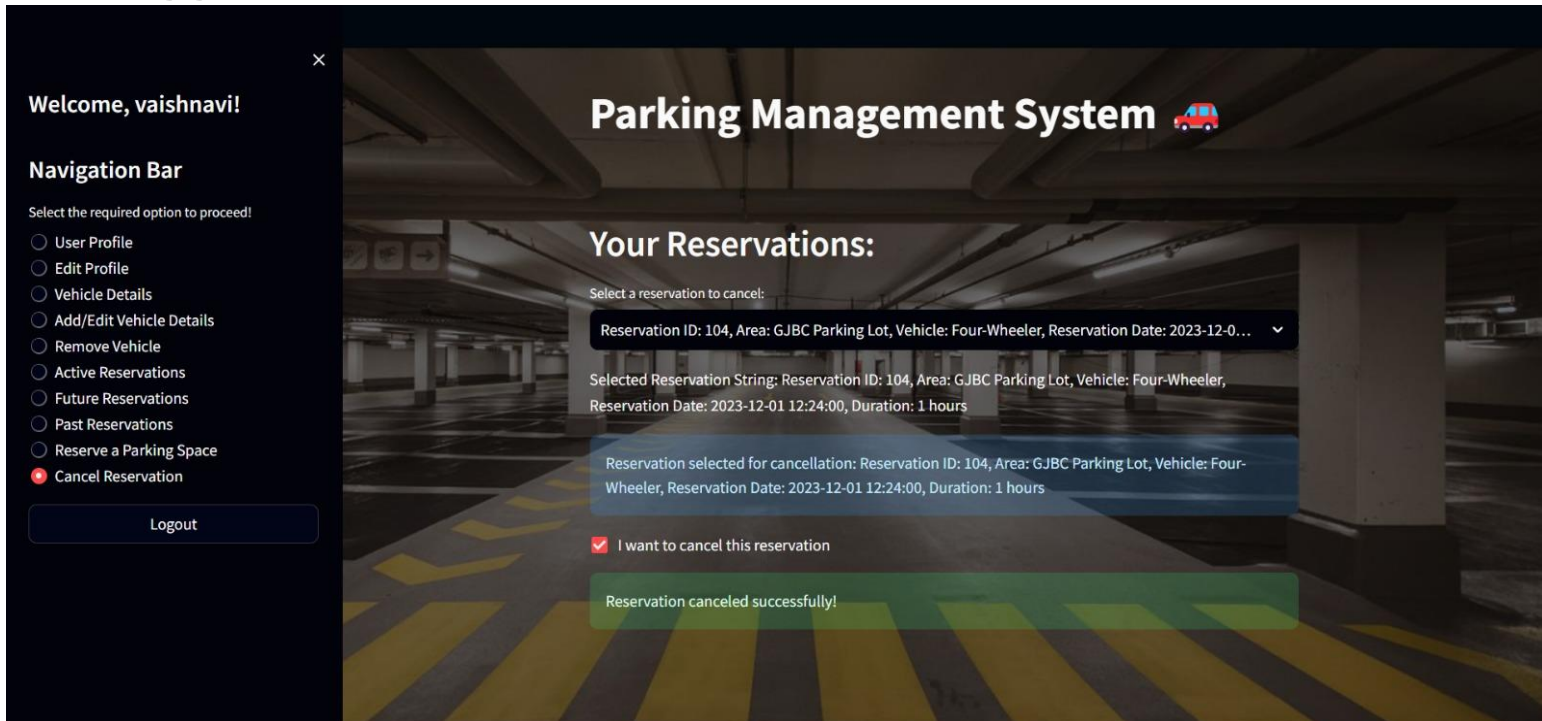 Welcome, vaishnavi!
Navigation Bar
Select the required option to proceed!
User Profile
Edit Profile
Vehicle Details
Add/Edit Vehicle Details
Remove Vehicle
Active Reservations
Future Reservations
Past Reservations
Reserve a Parking Space
Cancel Reservation
Logout
Parking Management System
Your Reservations:
Select a reservation to cancel:
Reservation ID: 104, Area: GJBC Parking Lot, Vehicle: Four-Wheeler, Reservation Date: 2023-12-0...
Selected Reservation String: Reservation ID: 104, Area: GJBC Parking Lot, Vehicle: Four-Wheeler,
Reservation Date: 2023-12-01 12:24:00, Duration: 1 hours
Reservation selected for cancellation: Reservation ID: 104, Area: GJBC Parking Lot, Vehicle: Four-
Wheeler, Reservation Date: 2023-12-01 12:24:00, Duration: 1 hours
I want to cancel this reservation
Reservation canceled successfully!